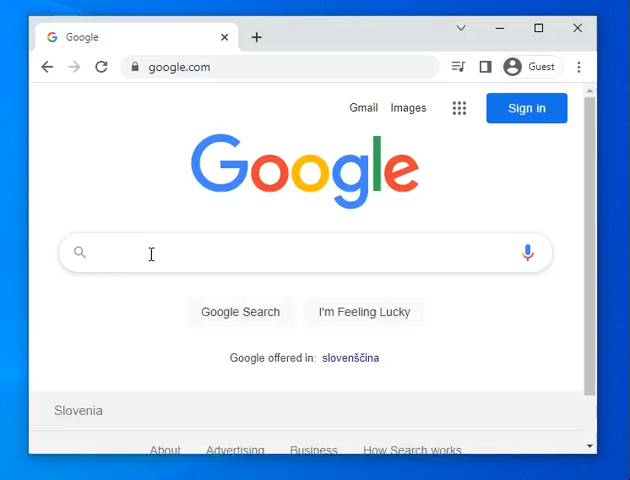 Google
google.com
Guest
Gmail Images Sign in
Google
Google Search I'm Feeling Lucky
Google offered in: slovenščina
Slovenia
About Advertising Business How Search works